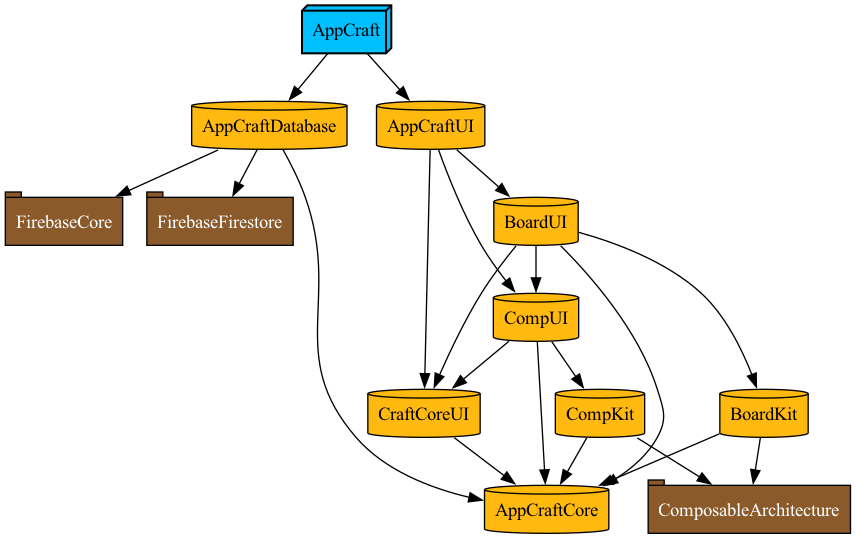 AppCraft
AppCraftDatabase
AppCraftUI
FirebaseCore
FirebaseFirestore
BoardUI
CompUI
CraftCoreUI
CompKit
BoardKit
AppCraftCore
ComposableArchitecture